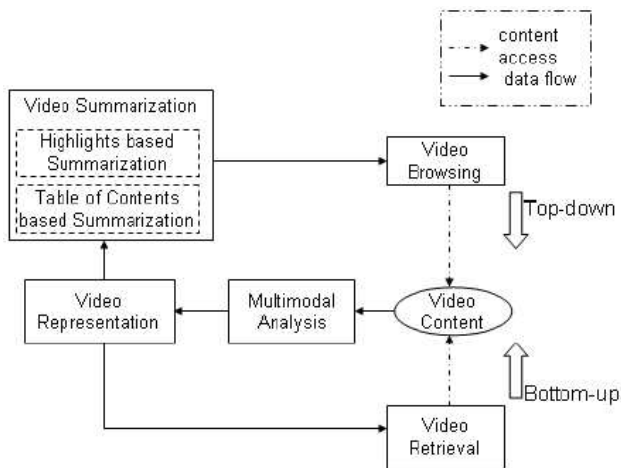 content
access
data flow
Video Summarization
Highlights based
Summarization
Table of Contents
based Summarization
Video
Browsing
Top-down
Video
Representation
Multimodal
Analysis
Video
Content
Bottom-up
Video
Retrieval